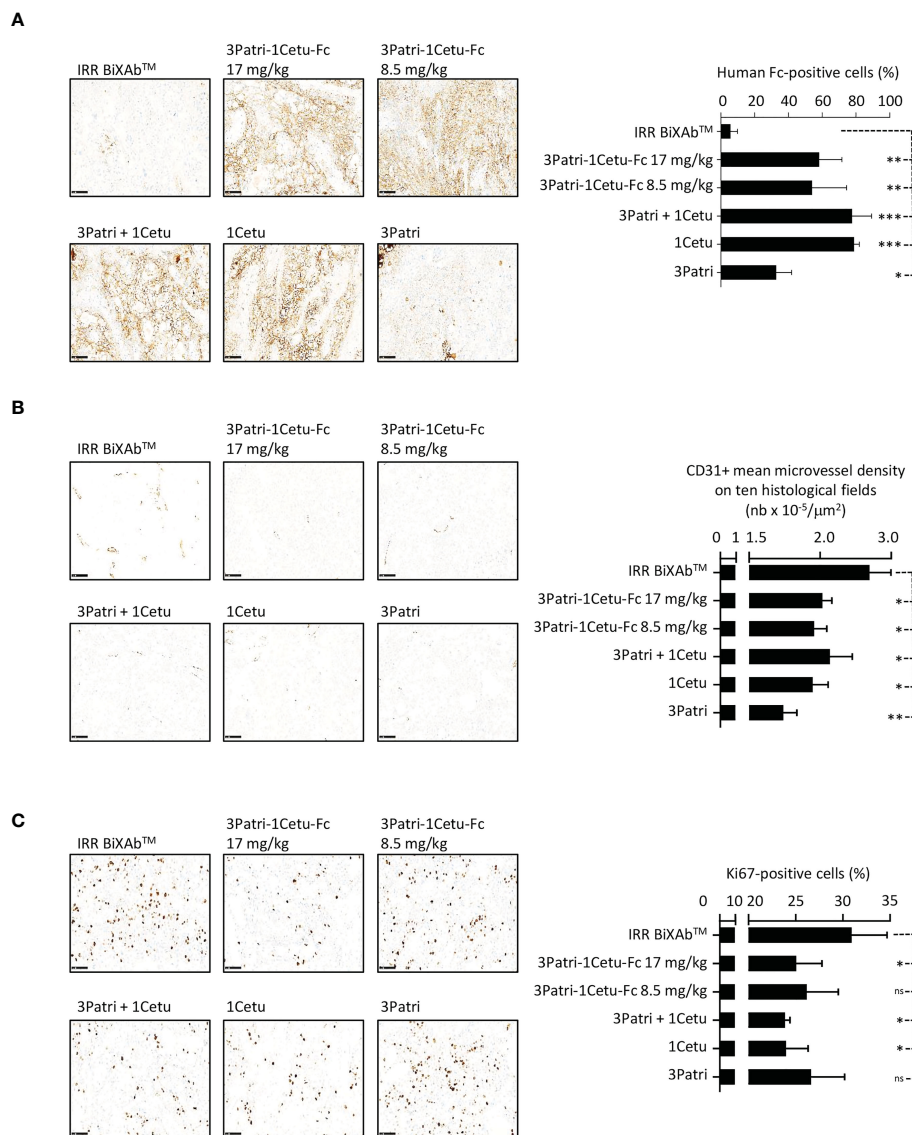 A
IRR BiXAb™
3Patri-1Cetu-Fc
17 mg/kg
3Patri-1Cetu-Fc
8.5 mg/kg
3Patri + 1Cetu
1Cetu
3Patri
Human Fc-positive cells (%)
0 20 40 60 80 100
IRR BiXAb™
3Patri-1Cetu-Fc 17 mg/kg **
3Patri-1Cetu-Fc 8.5 mg/kg **
3Patri + 1Cetu ***
1Cetu ***
3Patri *
B
IRR BiXAb™
3Patri-1Cetu-Fc
17 mg/kg
3Patri-1Cetu-Fc
8.5 mg/kg
3Patri + 1Cetu
1Cetu
3Patri
CD31+ mean microvessel density
on ten histological fields
(nb x 10⁻⁵/µm²)
0 1 1.5 2.0 3.0
IRR BiXAb™
3Patri-1Cetu-Fc 17 mg/kg *
3Patri-1Cetu-Fc 8.5 mg/kg *
3Patri + 1Cetu *
1Cetu *
3Patri **
C
IRR BiXAb™
3Patri-1Cetu-Fc
17 mg/kg
3Patri-1Cetu-Fc
8.5 mg/kg
3Patri + 1Cetu
1Cetu
3Patri
Ki67-positive cells (%)
0 10 20 25 30 35
IRR BiXAb™
3Patri-1Cetu-Fc 17 mg/kg *
3Patri-1Cetu-Fc 8.5 mg/kg ns
3Patri + 1Cetu *
1Cetu *
3Patri ns